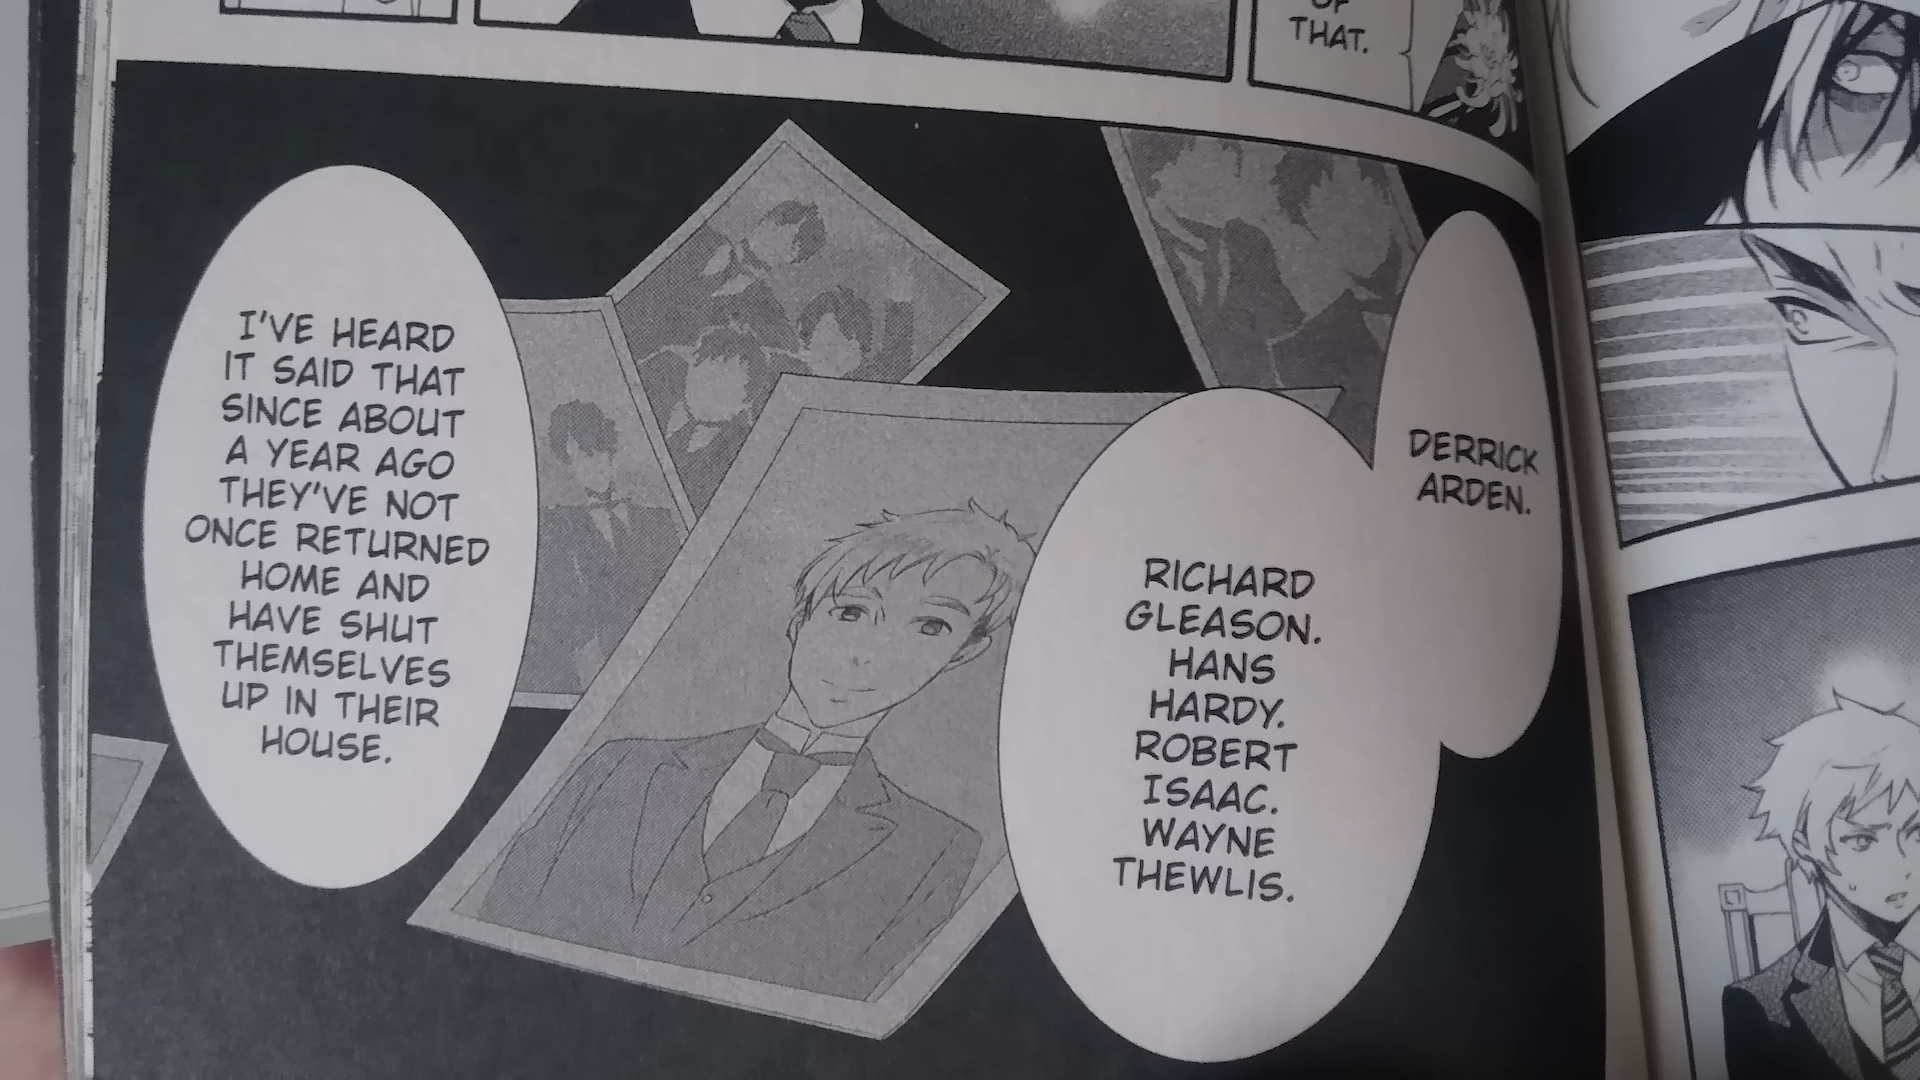 OF
THAT.
DERRICK
ARDEN.
RICHARD
GLEASON.
HANS
HARDY.
ROBERT
ISAAC.
WAYNE
THEWLIS.
I'VE HEARD
IT SAID THAT
SINCE ABOUT
A YEAR AGO
THEY'VE NOT
ONCE RETURNED
HOME AND
HAVE SHUT
THEMSELVES
UP IN THEIR
HOUSE.